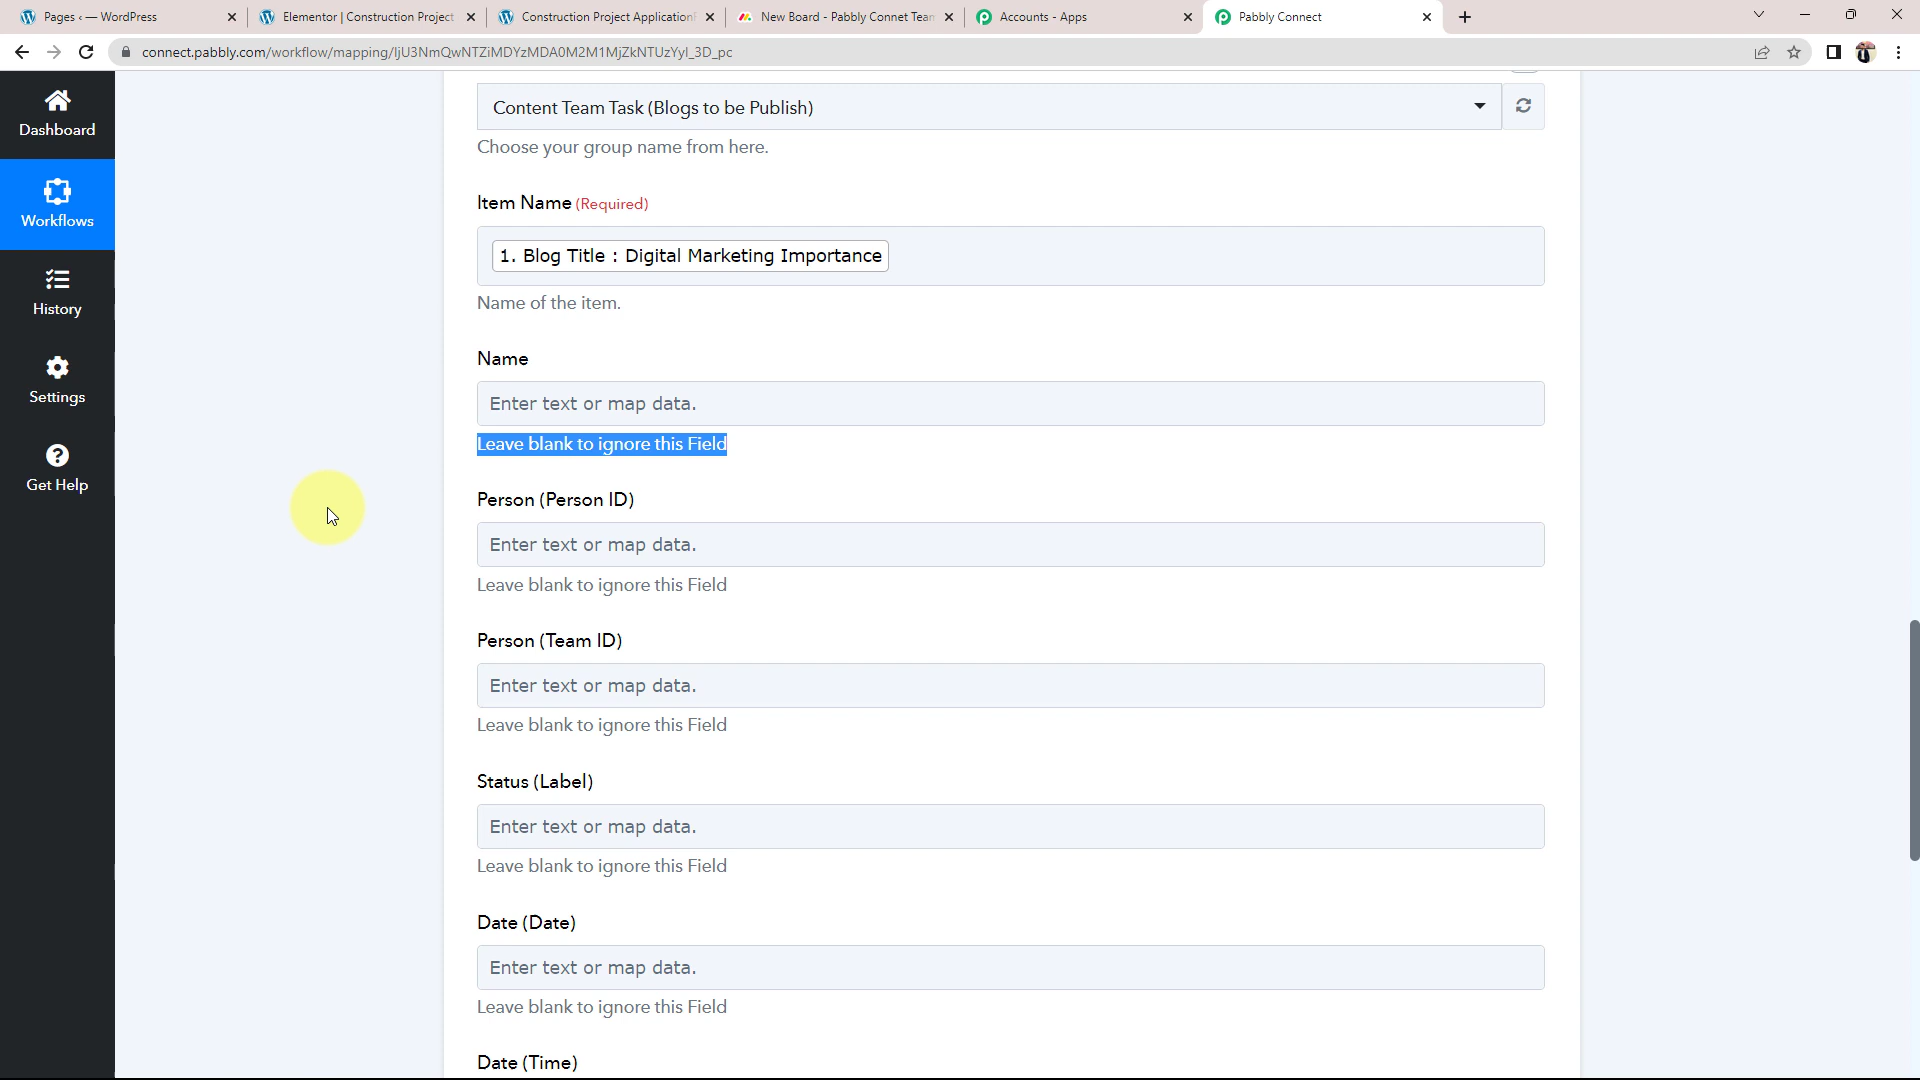 Pages ‹ — WordPress
Elementor | Construction Project
Construction Project Application
New Board - Pabbly Connet Team
Accounts - Apps
Pabbly Connect
connect.pabbly.com/workflow/mapping/IjU3NmQwNTZiMDYzMDA0M2M1MjZkNTUzYyI_3D_pc
Dashboard
Workflows
History
Settings
Get Help
Content Team Task (Blogs to be Publish)
Choose your group name from here.
Item Name (Required)
1. Blog Title : Digital Marketing Importance
Name of the item.
Name
Enter text or map data.
Leave blank to ignore this Field
Person (Person ID)
Enter text or map data.
Leave blank to ignore this Field
Person (Team ID)
Enter text or map data.
Leave blank to ignore this Field
Status (Label)
Enter text or map data.
Leave blank to ignore this Field
Date (Date)
Enter text or map data.
Leave blank to ignore this Field
Date (Time)